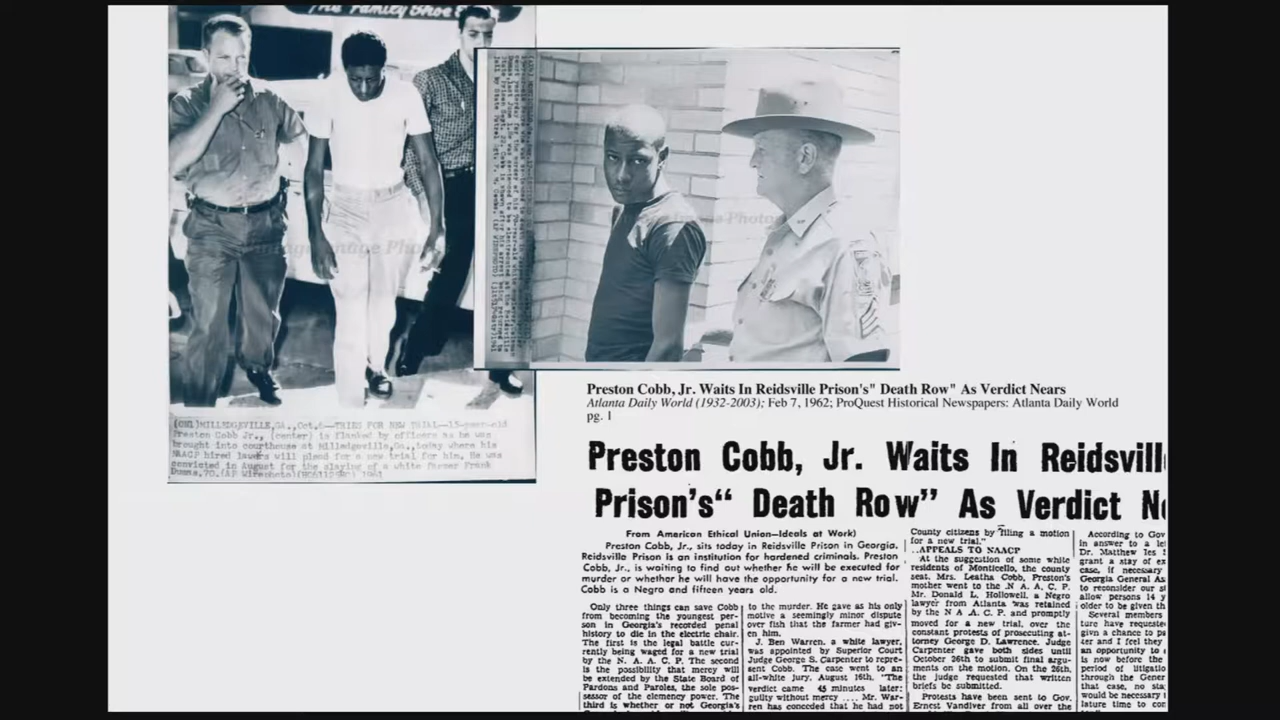 The Family Shoe
(CN1)MILLEDGEVILLE,GA.,Oct.6--TRIES FOR NEW TRIAL--15-year-old
Preston Cobb Jr., (center) is flanked by officers as he was
brought into courthouse at Milledgeville,Ga.,today where his
NAACP hired lawyers will plead for a new trial for him. He was
convicted in August for the slaying of a white farmer Frank
Dumas,70.(AP Wirephoto) 1961
Preston Cobb, Jr. Waits In Reidsville Prison's" Death Row" As Verdict Nears
Atlanta Daily World (1932-2003); Feb 7, 1962; ProQuest Historical Newspapers: Atlanta Daily World
pg. 1
Preston Cobb, Jr. Waits In Reidsvill
Prison's“ Death Row” As Verdict N
From American Ethical Union—Ideals at Work)
Preston Cobb, Jr., sits today in Reidsville Prison in Georgia.
Reidsville Prison is an institution for hardened criminals. Preston
Cobb, Jr., is waiting to find out whether he will be executed for
murder or whether he will have the opportunity for a new trial.
Cobb is a Negro and fifteen years old.
Only three things can save Cobb
from becoming the youngest per-
son in Georgia's recorded penal
history to die in the electric chair.
The first is the legal battle cur-
rently being waged for a new trial
by the N. A. A. C. P. The second
is the possibility that mercy will
be extended by the State Board of
Pardons and Paroles, the sole pos-
sessor of the clemency power. The
third is whether or not Georgia's
to the murder. He gave as his only
motive a seemingly minor dispute
over fish that the farmer had giv-
en him.
J. Ben Warren, a white lawyer,
was appointed by Superior Court
Judge George S. Carpenter to repre-
sent Cobb. The case went to an
all-white jury, August 16th. "The
verdict came 45 minutes later:
guilty without mercy .... Mr. War-
ren has conceded that he had not
County citizens by filing a motion
for a new trial."
..APPEALS TO NAACP
At the suggestion of some white
residents of Monticello, the county
seat, Mrs. Leatha Cobb, Preston's
mother went to the N. A. A. C. P.
Mr. Donald L. Hollowell, a Negro
lawyer from Atlanta was retained
by the N A A. C. P. and promptly
moved for a new trial, over the
constant protests of prosecuting at-
torney George D. Lawrence. Judge
Carpenter gave both sides until
October 26th to submit final argu-
ments on the motion. On the 26th,
the judge requested that written
briefs be submitted.
Protests have been sent to Gov.
Ernest Vandiver from all over the
According to Gov
in answer to a le
Dr. Matthew Ies
grant a stay of ex
case, if necessary
Georgia General As
to reconsider our si
allow persons 14 y
older to be given th
Several members
ture have requeste
given a chance to pa
ter and I feel they
an opportunity to
is now before the
period of litigatio
through the Gener
that case, no sta
would be necessary
lature time to con